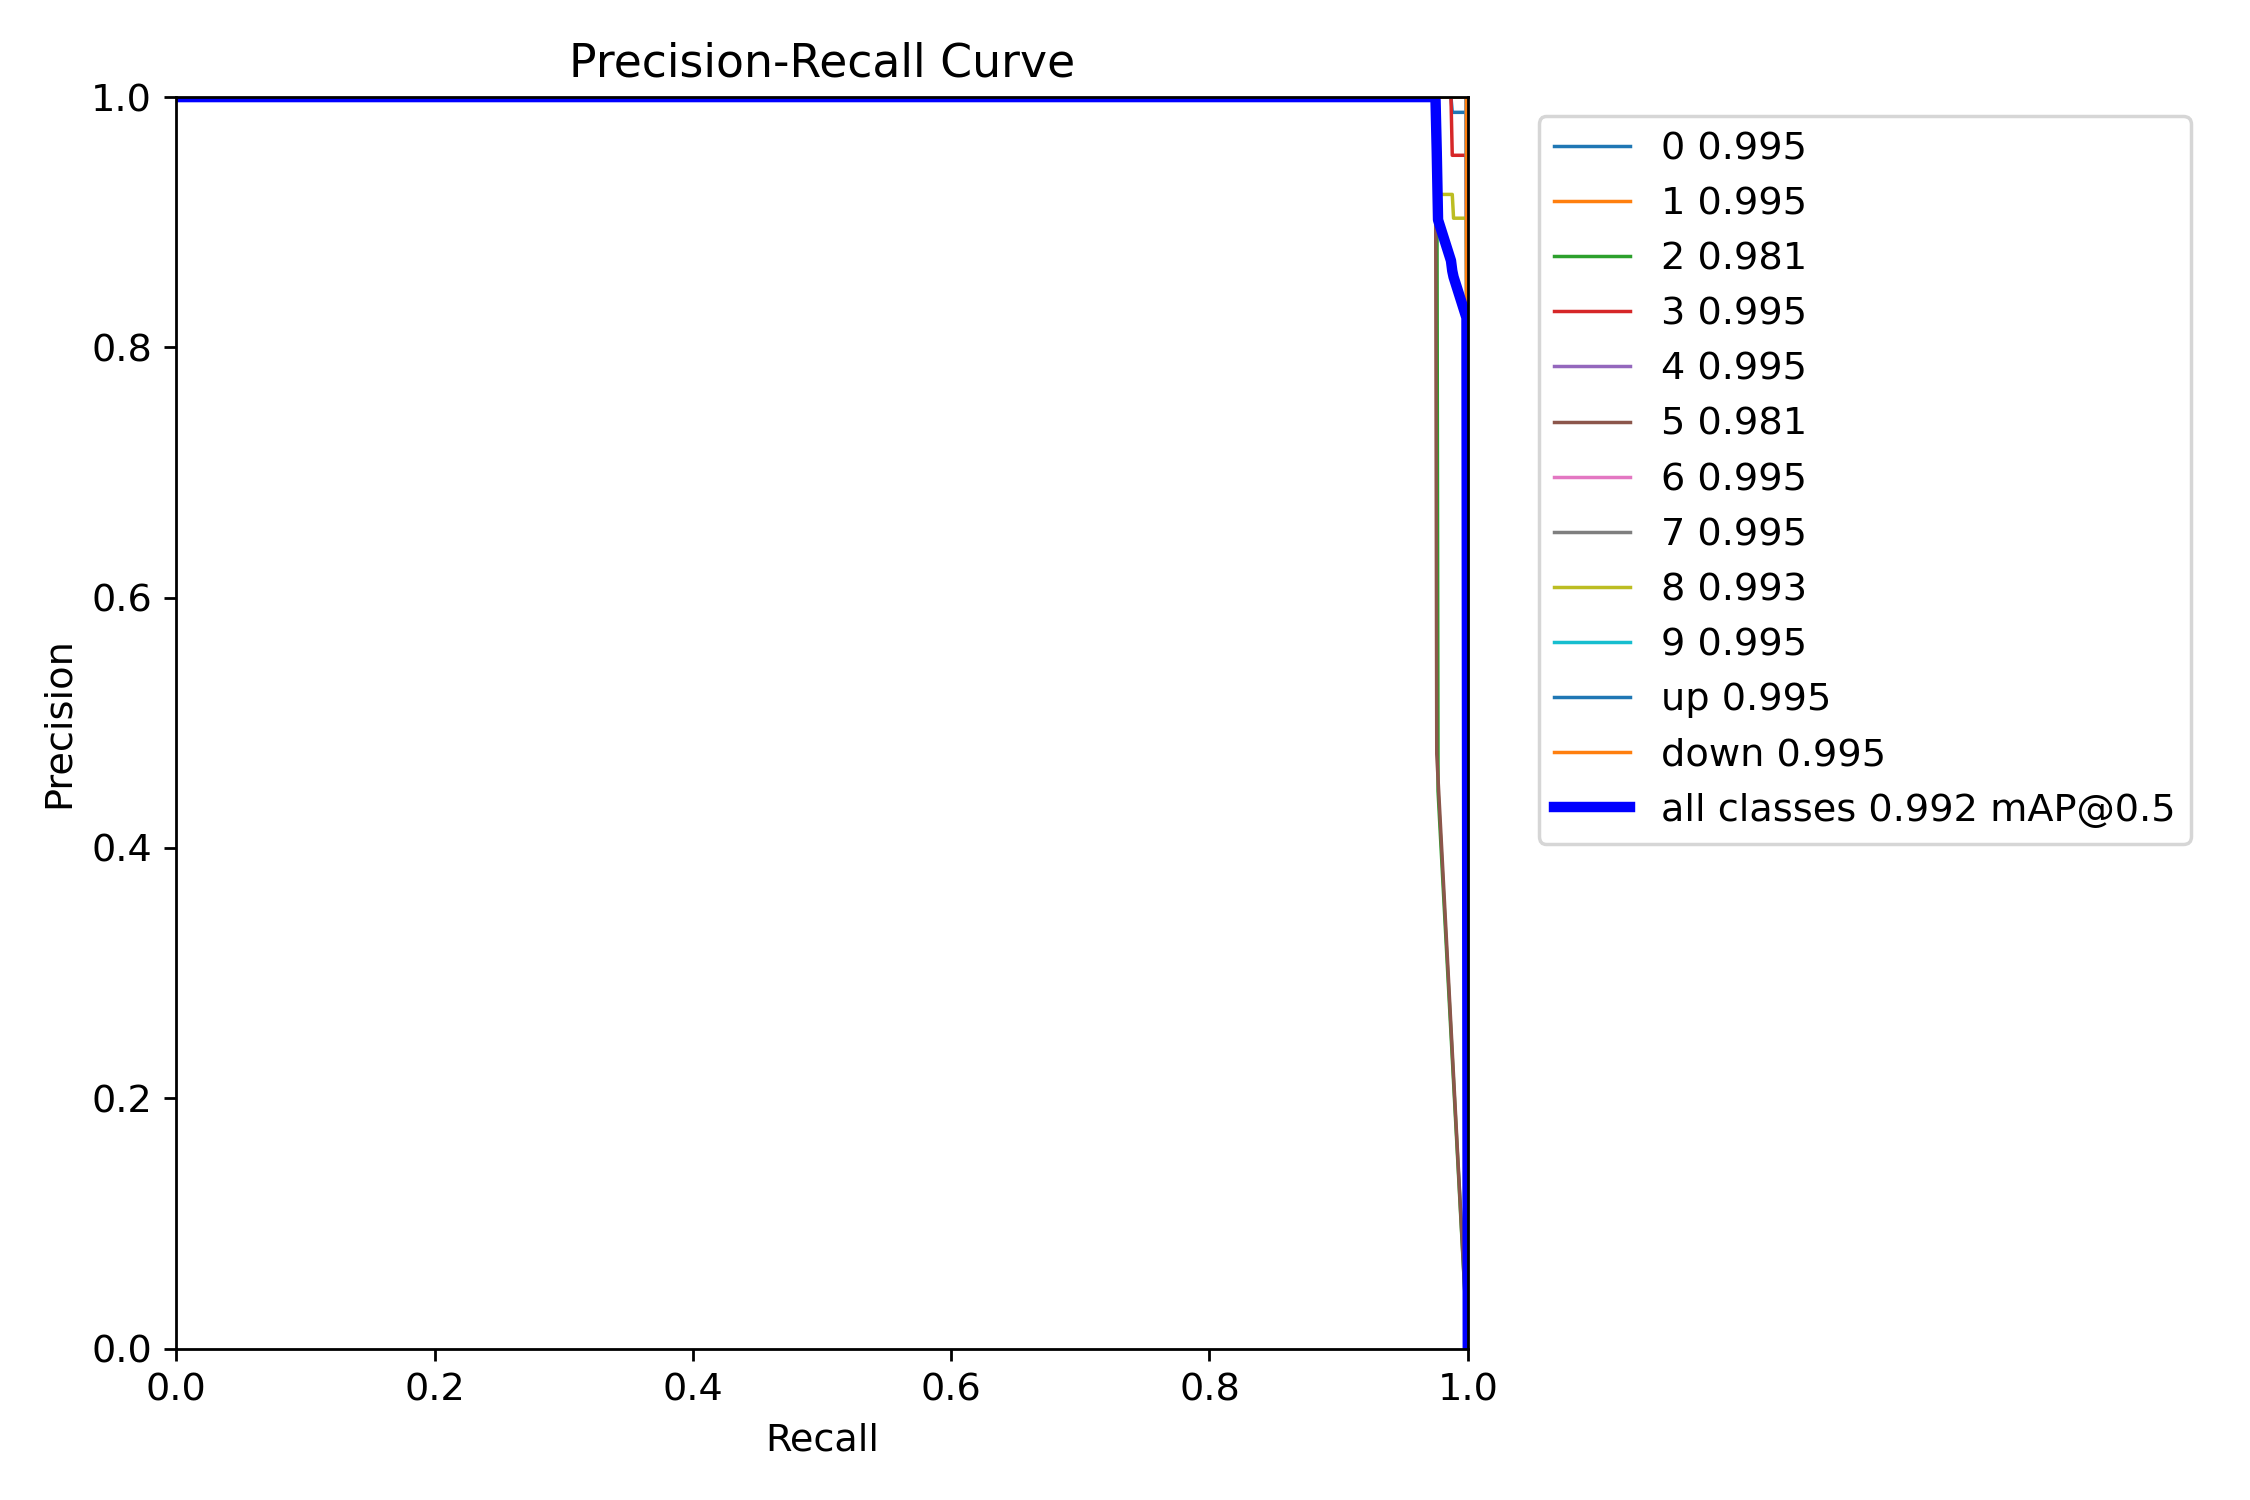 Precision-Recall Curve
1.0
0.8
0.6
0.4
0.2
0.0
Precision
0.0 0.2 0.4 0.6 0.8 1.0
Recall
0 0.995
1 0.995
2 0.981
3 0.995
4 0.995
5 0.981
6 0.995
7 0.995
8 0.993
9 0.995
up 0.995
down 0.995
all classes 0.992 mAP@0.5